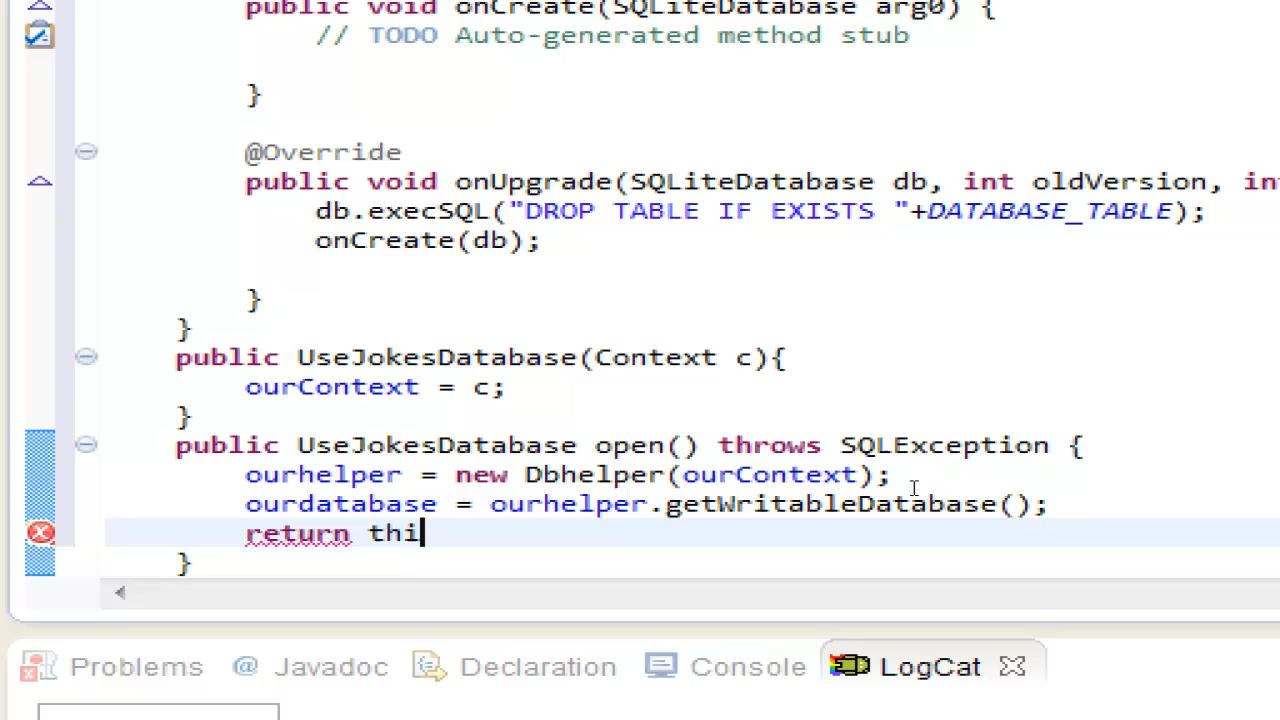 public void onCreate(SQLiteDatabase arg0) {
// TODO Auto-generated method stub
}
@Override
public void onUpgrade(SQLiteDatabase db, int oldVersion, int
db.execSQL("DROP TABLE IF EXISTS "+DATABASE_TABLE);
onCreate(db);
}
}
public UseJokesDatabase(Context c){
ourContext = c;
}
public UseJokesDatabase open() throws SQLException {
ourhelper = new Dbhelper(ourContext);
ourdatabase = ourhelper.getWritableDatabase();
return thi
}
Problems @ Javadoc Declaration Console LogCat